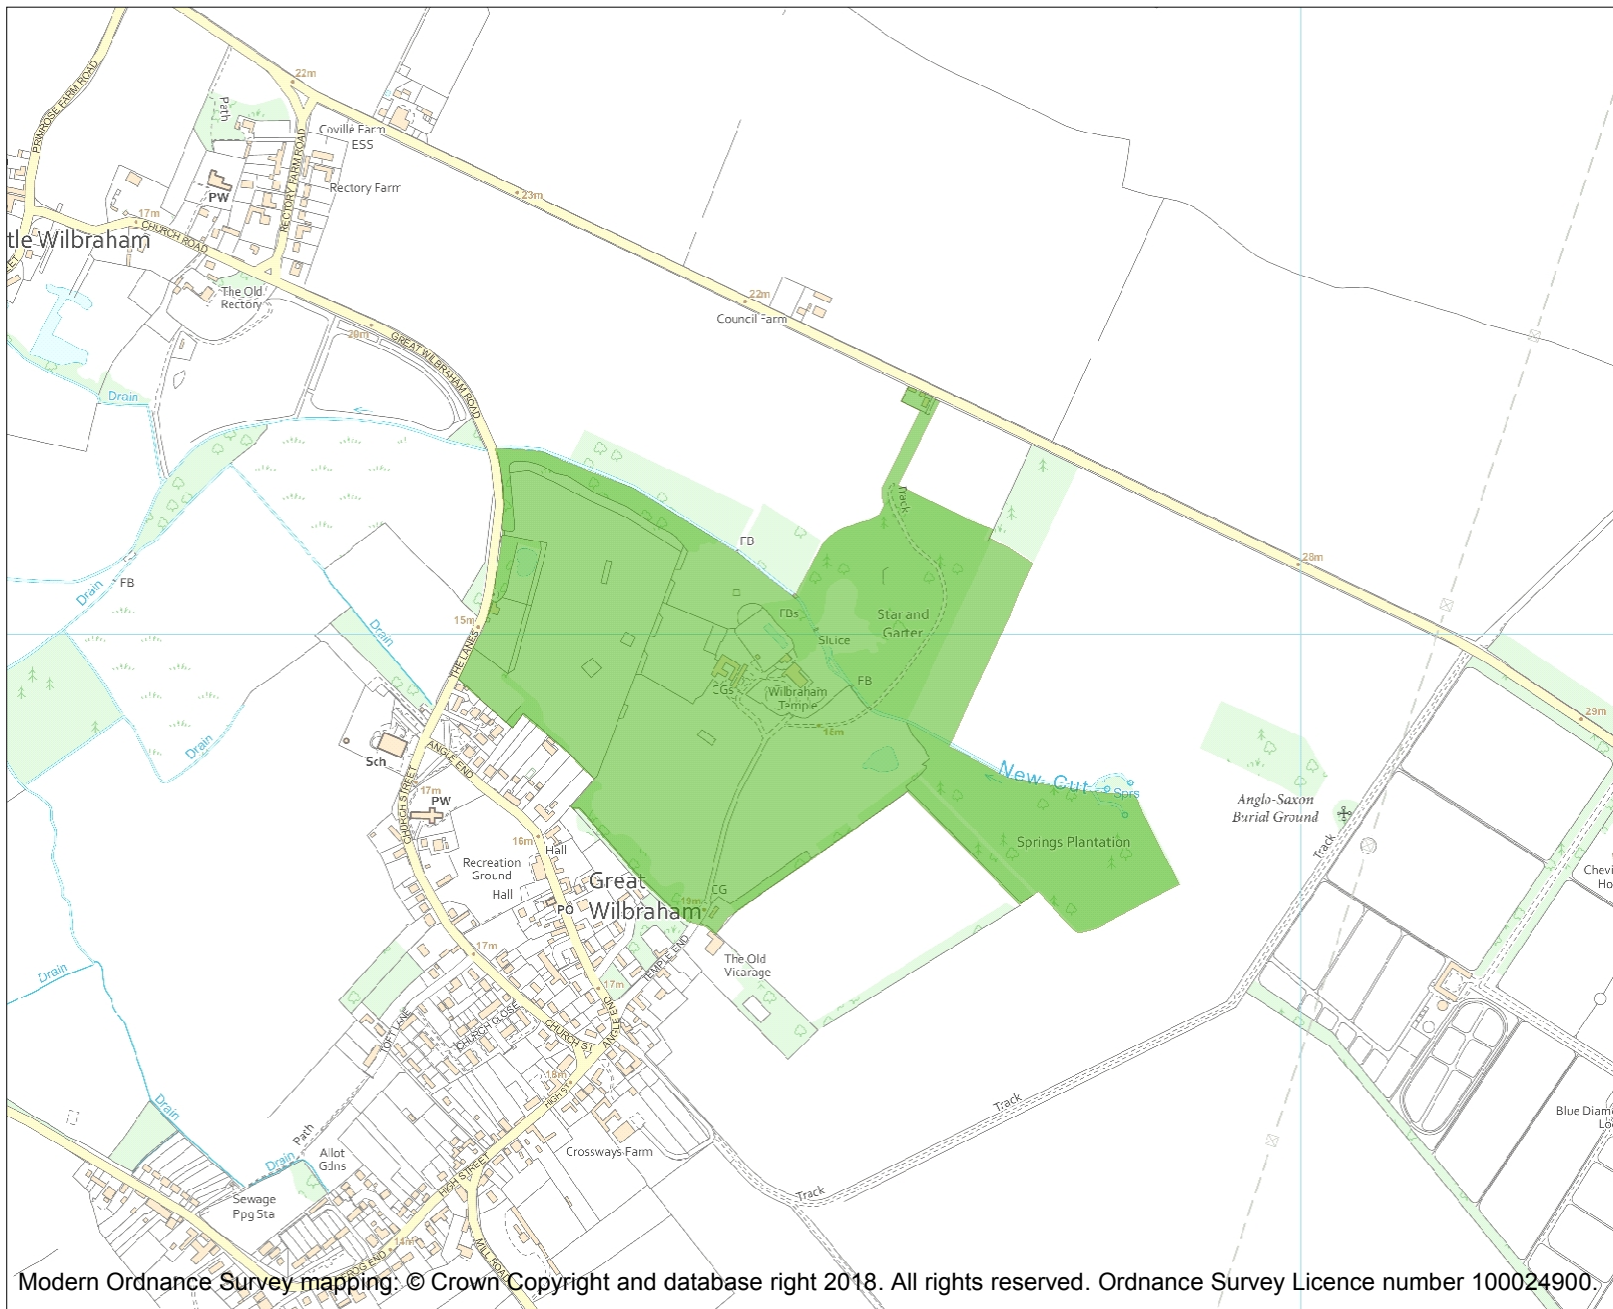 PRIMROSE FARM ROAD
22m
Path
Coville Farm
ESS
RECTORY FARM ROAD
Rectory Farm
PW
23m
17m
CHURCH ROAD
tle Wilbraham
The Old
Rectory
22m
Council Farm
20m
GREAT WILBRAHAM ROAD
Drain
Track
FB
28m
FB
Drain
Drain
15m
THE LANES
FBs
Star and
Garter
Sluice
FB
CGs
Wilbraham
Temple
18m
29m
Drain
Sch
ANGLE END
New Cut
Sprs
17m
PW
CHURCH STREET
Anglo-Saxon
Burial Ground
16m
Hall
Springs Plantation
Track
Recreation
Ground
Hall
Great
Wilbraham
CG
19m
PO
Chevi
Ho
17m
The Old
Vicarage
TEMPLE END
Drain
17m
TOFT LANE
CHURCH CLOSE
CHURCH ST
ANGLE END
18m
HIGH ST
Track
Drain
Path
Blue Diam
Lo
Allot
Gdns
Crossways Farm
Drain
HIGH STREET
Track
Sewage
Ppg Sta
14m
FROG END
MILL ROAD
Modern Ordnance Survey mapping: © Crown Copyright and database right 2018. All rights reserved. Ordnance Survey Licence number 100024900.